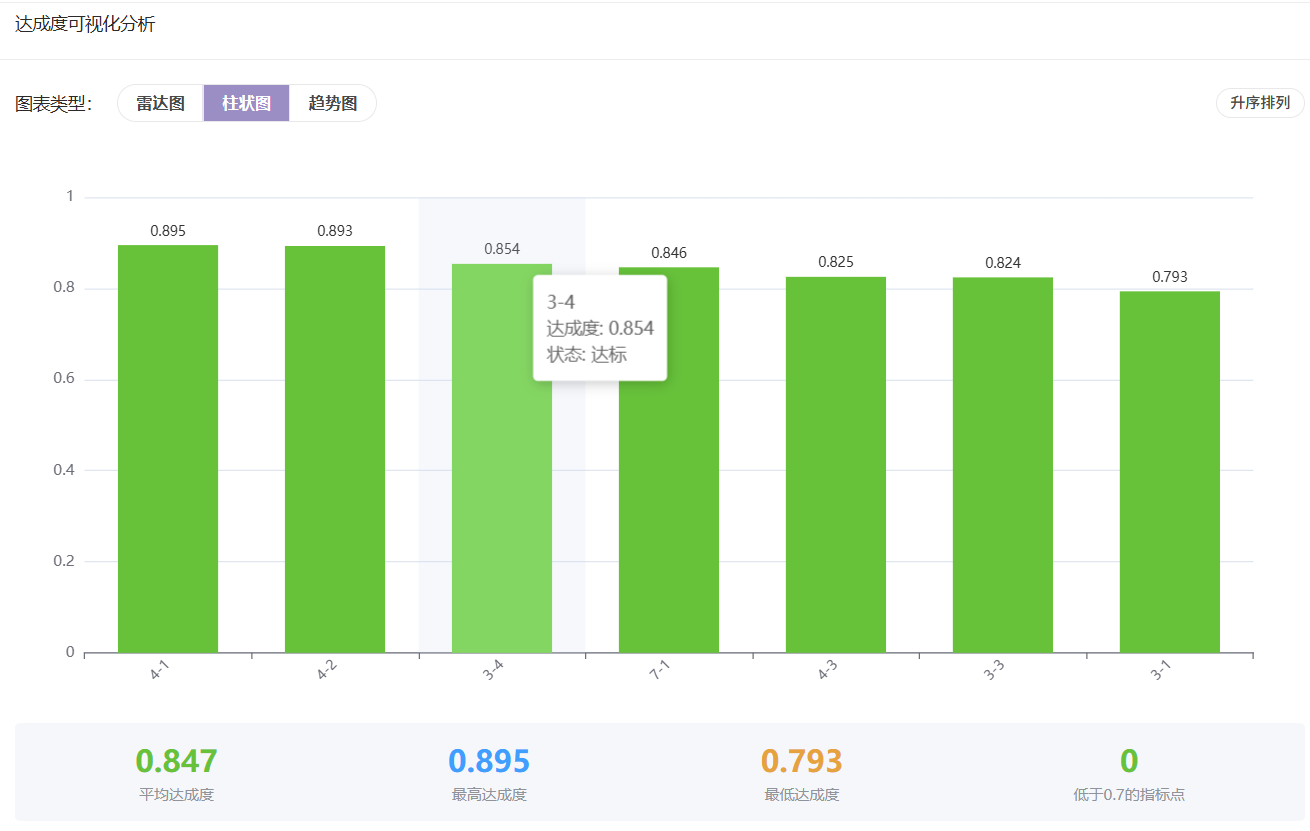 达成度可视化分析
图表类型： 雷达图 柱状图 趋势图 升序排列
1
0.8
0.6
0.4
0.2
0
0.895 0.893 0.854 0.846 0.825 0.824 0.793
3-4
达成度: 0.854
状态: 达标
4-1 4-2 3-4 7-1 4-3 3-3 3-1
0.847 0.895 0.793 0
平均达成度 最高达成度 最低达成度 低于0.7的指标点